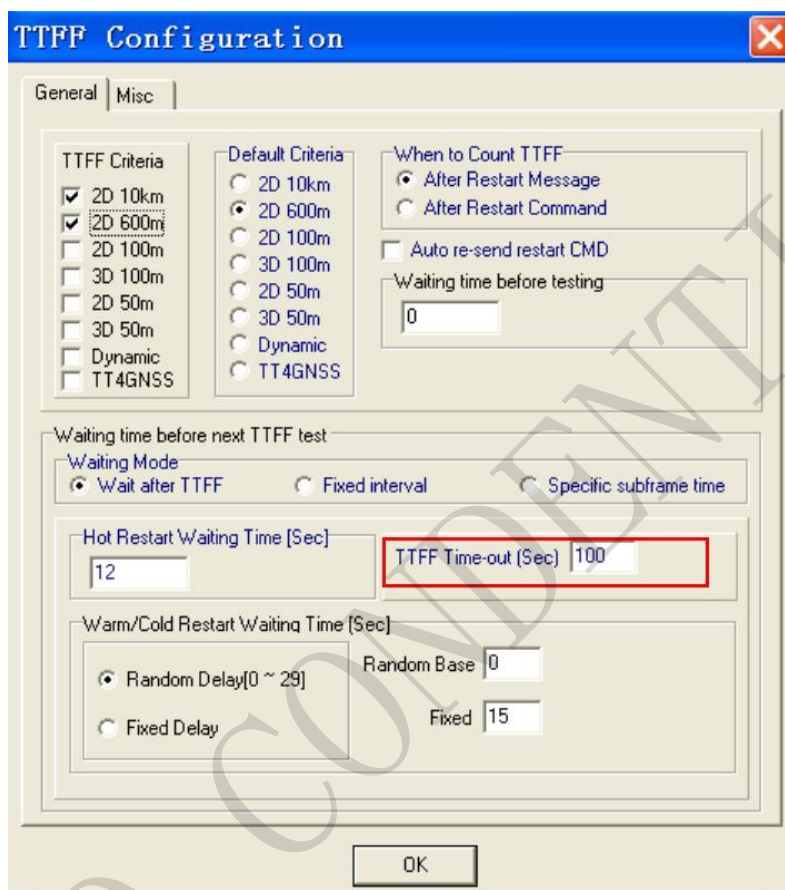 TTFF Configuration
General
Misc
TTFF Criteria
2D 10km
2D 600m
2D 100m
3D 100m
2D 50m
3D 50m
Dynamic
TT4GNSS
Default Criteria
2D 10km
2D 600m
2D 100m
3D 100m
2D 50m
3D 50m
Dynamic
TT4GNSS
When to Count TTFF
After Restart Message
After Restart Command
Auto re-send restart CMD
Waiting time before testing
0
Waiting time before next TTFF test
Waiting Mode
Wait after TTFF
Fixed interval
Specific subframe time
Hot Restart Waiting Time [Sec]
12
TTFF Time-out (Sec) 100
Warm/Cold Restart Waiting Time [Sec]
Random Delay[0 ~ 29]
Fixed Delay
Random Base 0
Fixed 15
OK
CONDENT